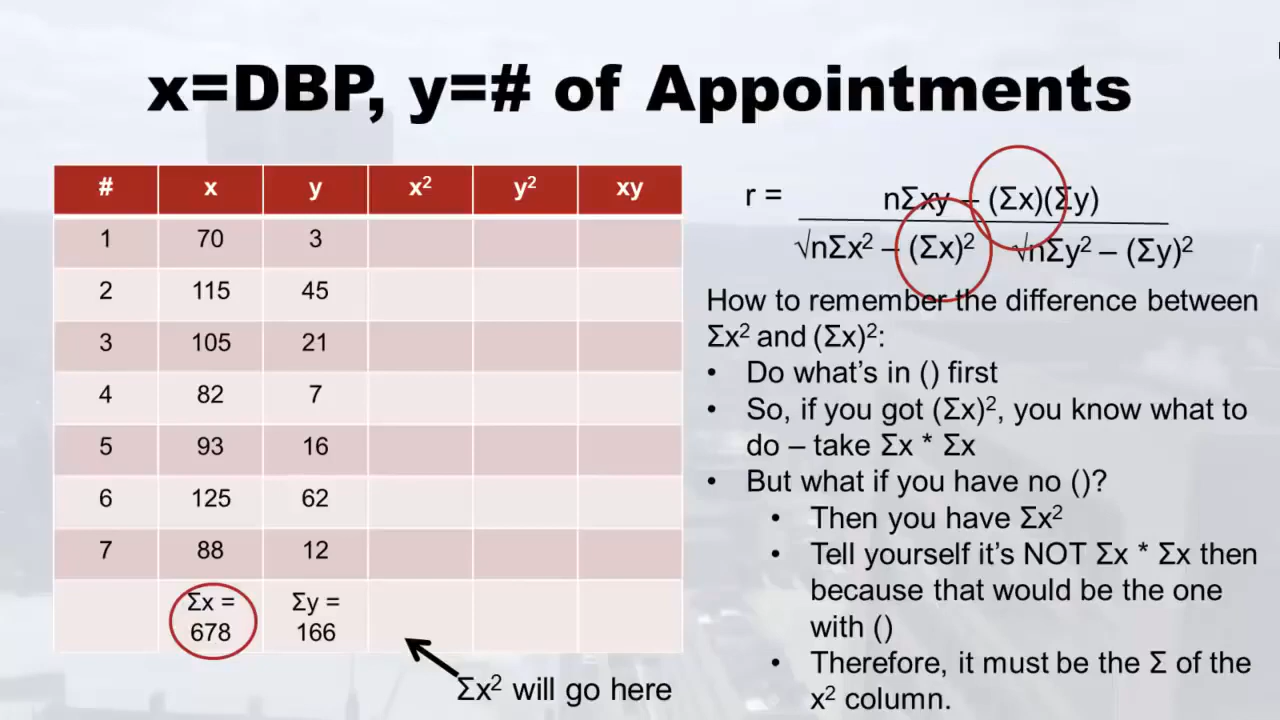 x=DBP, y=# of Appointments
# x y x² y² xy
1 70 3
2 115 45
3 105 21
4 82 7
5 93 16
6 125 62
7 88 12
Σx = Σy =
678 166
Σx² will go here
r = nΣxy – (Σx)(Σy)
√nΣx² – (Σx)² √nΣy² – (Σy)²
How to remember the difference between
Σx² and (Σx)²:
• Do what's in () first
• So, if you got (Σx)², you know what to
do – take Σx * Σx
• But what if you have no ()?
• Then you have Σx²
• Tell yourself it's NOT Σx * Σx then
because that would be the one
with ()
• Therefore, it must be the Σ of the
x² column.